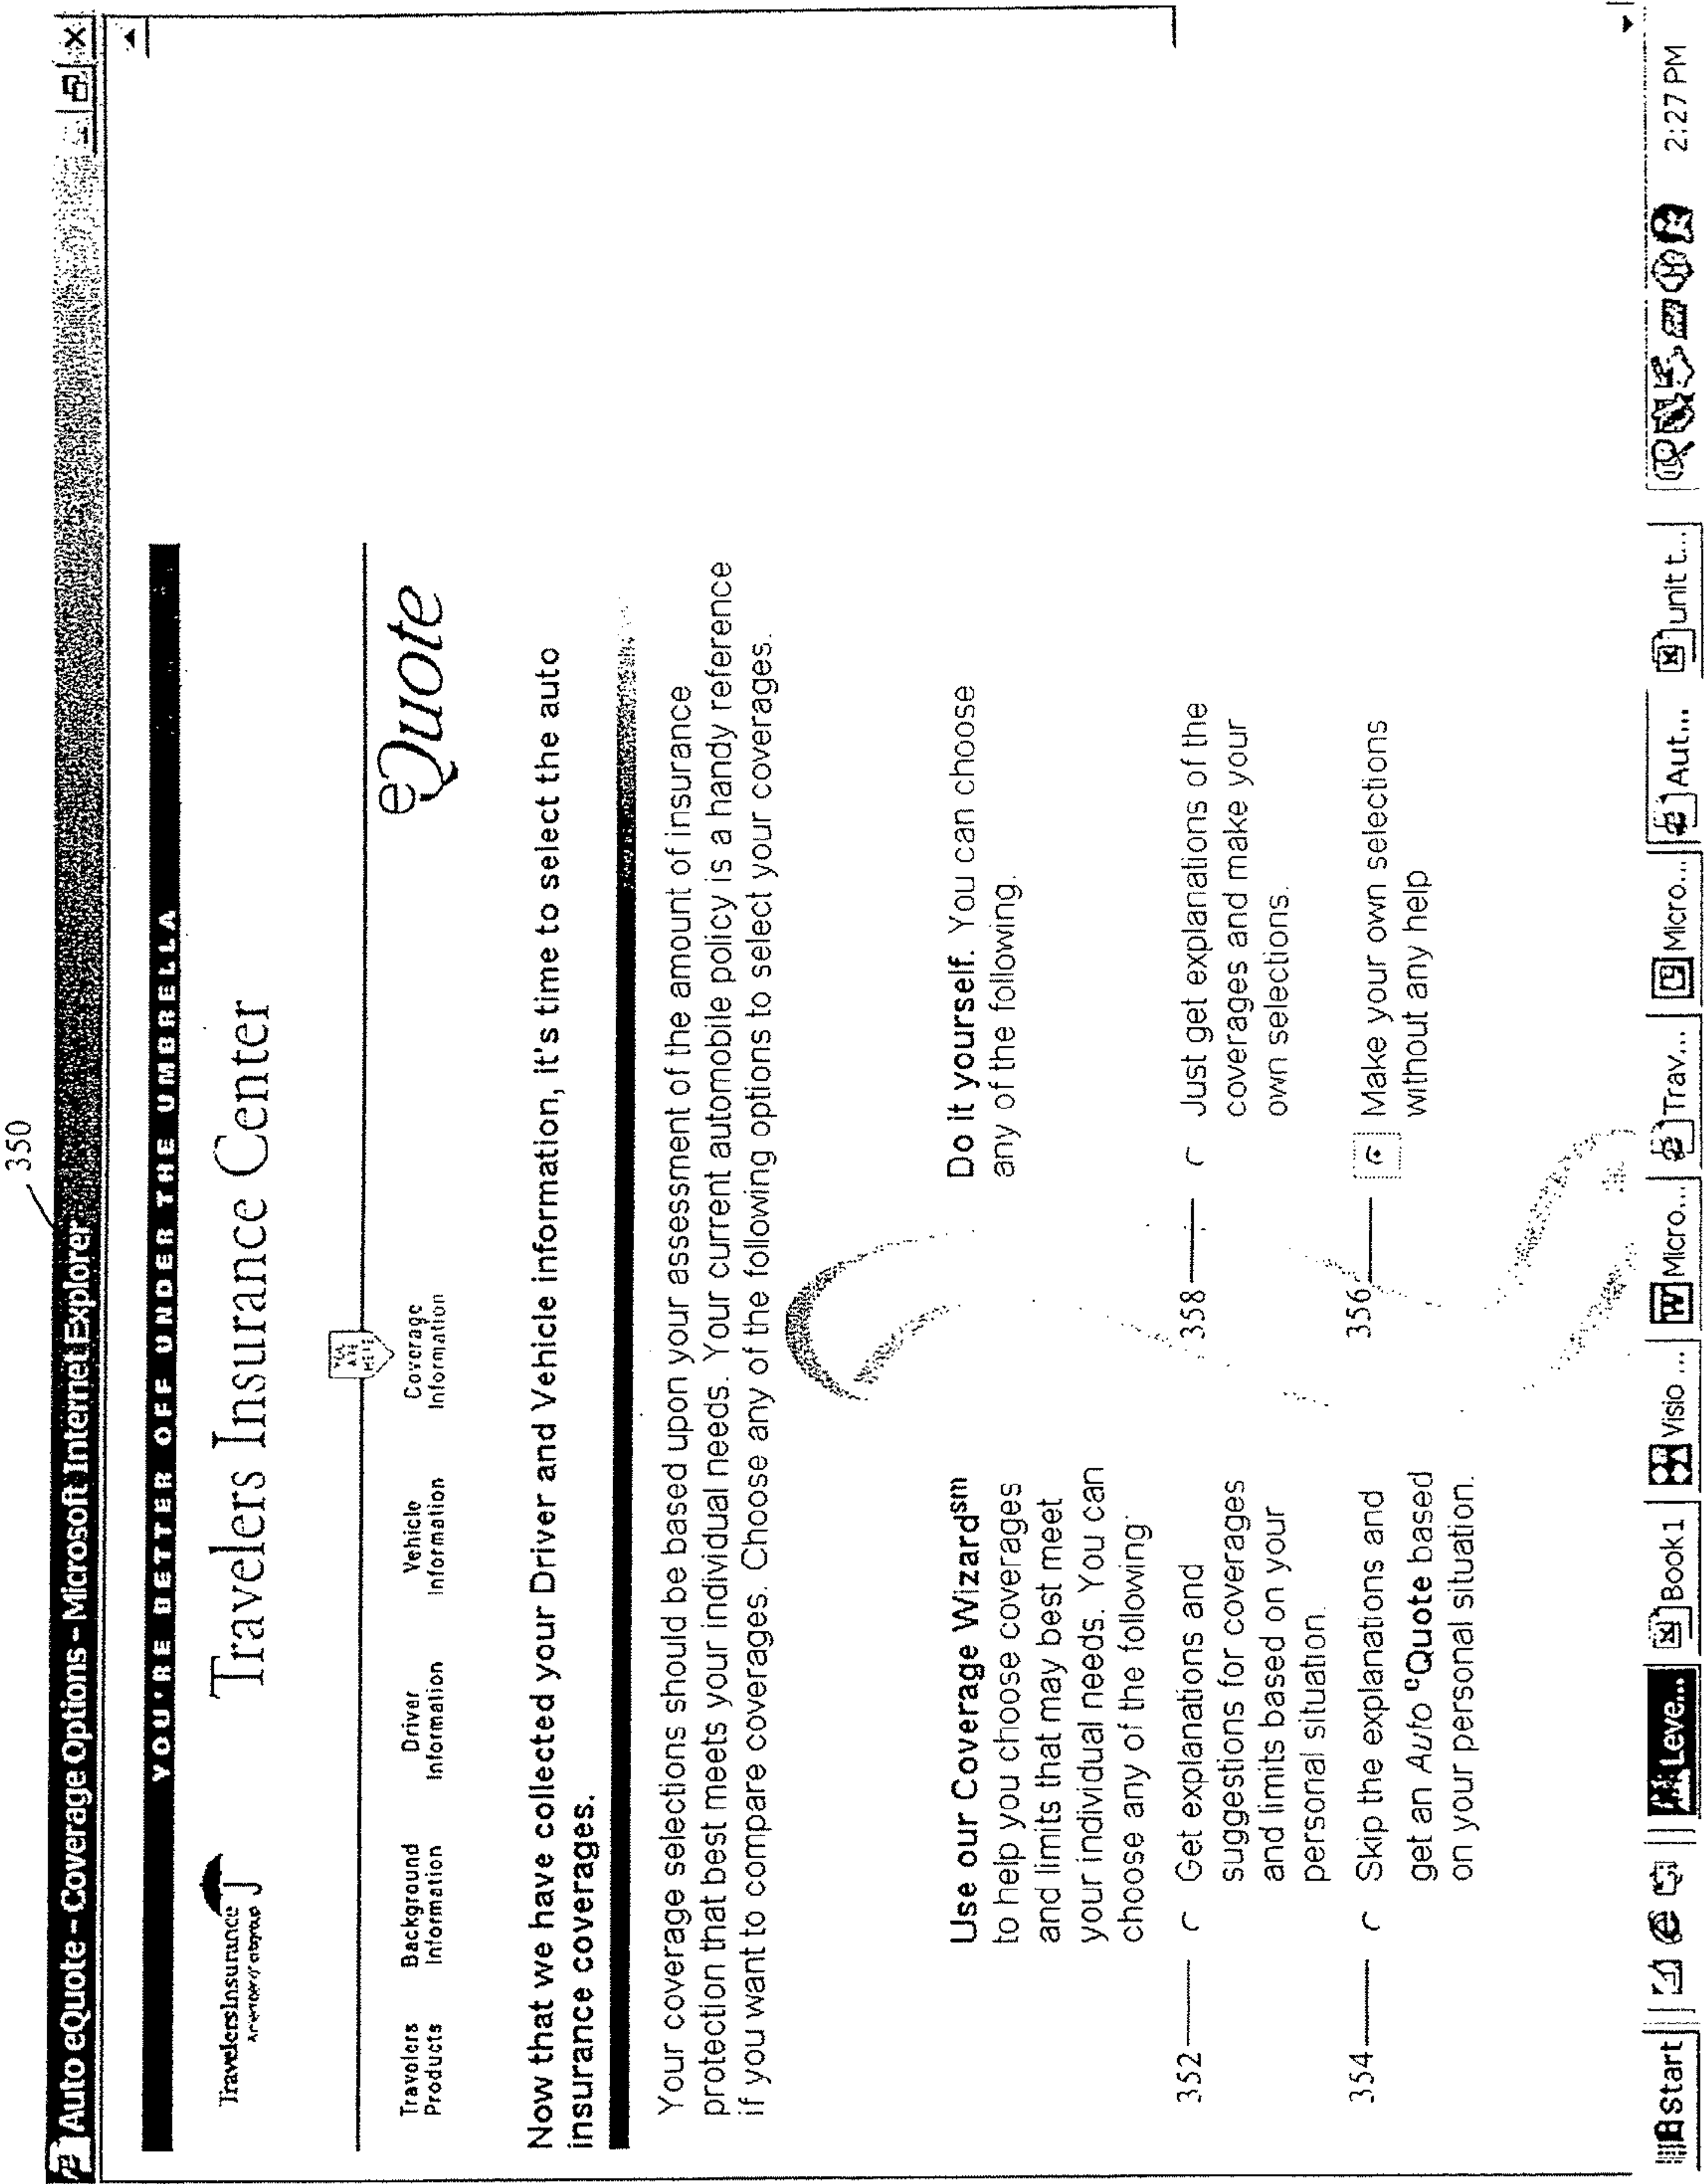 350
Auto eQuote - Coverage Options - Microsoft Internet Explorer
YOU'RE BETTER OFF UNDER THE UMBRELLA
TravelersInsurance
Travelers Insurance Center
YOU
ARE
HERE
Travelers
Products
Background
Information
Driver
Information
Vehicle
Information
Coverage
Information
eQuote
Now that we have collected your Driver and Vehicle information, it's time to select the auto
insurance coverages.
Your coverage selections should be based upon your assessment of the amount of insurance
protection that best meets your individual needs. Your current automobile policy is a handy reference
if you want to compare coverages. Choose any of the following options to select your coverages.
Use our Coverage Wizard℠
to help you choose coverages
and limits that may best meet
your individual needs. You can
choose any of the following:
352
Get explanations and
suggestions for coverages
and limits based on your
personal situation.
354
Skip the explanations and
get an Auto eQuote based
on your personal situation.
Do it yourself. You can choose
any of the following.
358
Just get explanations of the
coverages and make your
own selections.
356
Make your own selections
without any help
Start
Leve...
Book1
Visio ...
Micro...
Trav...
Micro...
Aut...
unit t...
2:27 PM